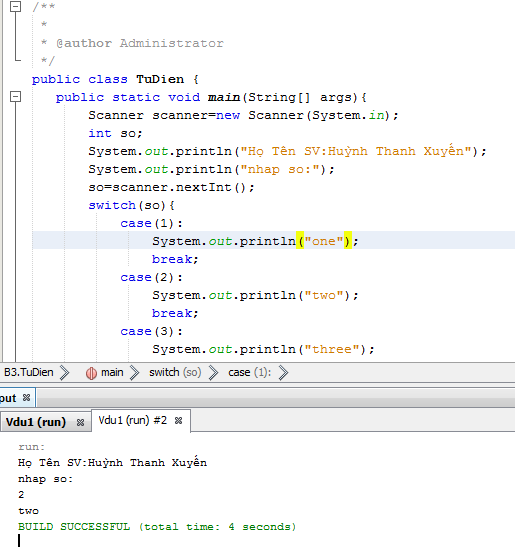 /**
*
* @author Administrator
*/
public class TuDien {
public static void main(String[] args){
Scanner scanner=new Scanner(System.in);
int so;
System.out.println("Họ Tên SV:Huỳnh Thanh Xuyến");
System.out.println("nhap so:");
so=scanner.nextInt();
switch(so){
case(1):
System.out.println("one");
break;
case(2):
System.out.println("two");
break;
case(3):
System.out.println("three");
B3.TuDien main switch (so) case (1):
put
Vdu1 (run) Vdu1 (run) #2
run:
Họ Tên SV:Huỳnh Thanh Xuyến
nhap so:
2
two
BUILD SUCCESSFUL (total time: 4 seconds)